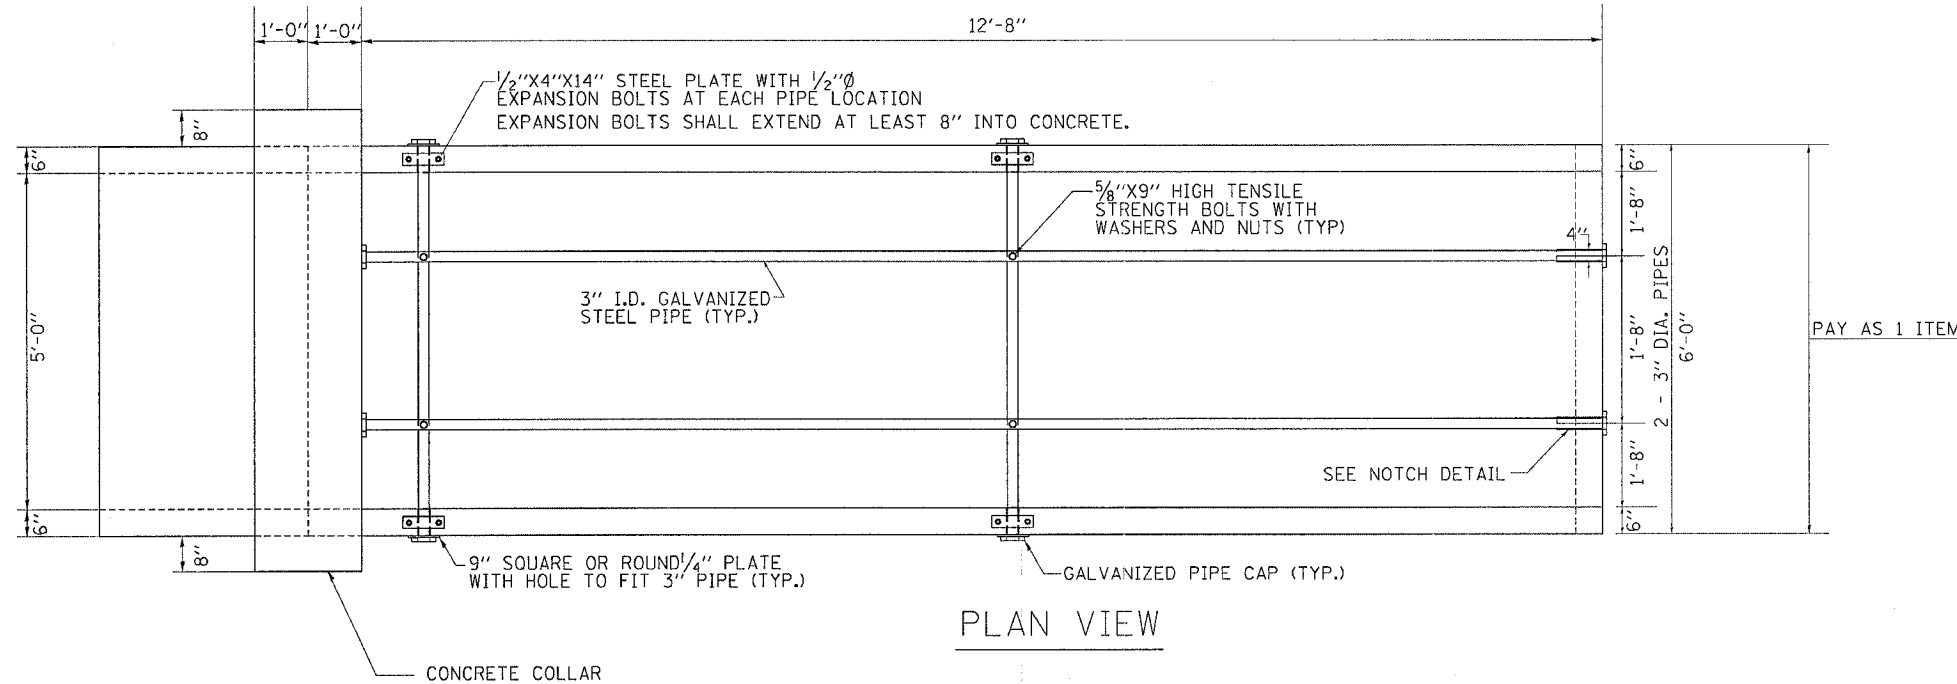 1'-0" 1'-0"
12'-8"
1/2"X4"X14" STEEL PLATE WITH 1/2"Ø
EXPANSION BOLTS AT EACH PIPE LOCATION
EXPANSION BOLTS SHALL EXTEND AT LEAST 8" INTO CONCRETE.
8"
6"
5'-0"
6"
8"
5/8"X9" HIGH TENSILE
STRENGTH BOLTS WITH
WASHERS AND NUTS (TYP)
3" I.D. GALVANIZED
STEEL PIPE (TYP.)
4"
6"
1'-8"
1'-8"
1'-8"
6"
2 - 3" DIA. PIPES
6'-0"
PAY AS 1 ITEM
SEE NOTCH DETAIL
9" SQUARE OR ROUND 1/4" PLATE
WITH HOLE TO FIT 3" PIPE (TYP.)
GALVANIZED PIPE CAP (TYP.)
PLAN VIEW
CONCRETE COLLAR